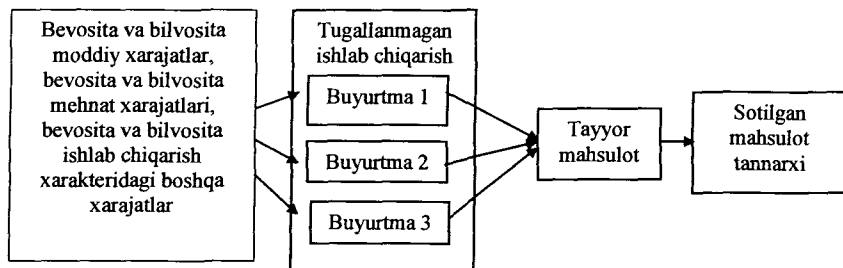 Bevosita va bilvosita
moddiy xarajatlar,
bevosita va bilvosita
mehnat xarajatlari,
bevosita va bilvosita
ishlab chiqarish
xarakteridagi boshqa
xarajatlar
Tugallanmagan
ishlab chiqarish
Buyurtma 1
Buyurtma 2
Buyurtma 3
Tayyor
mahsulot
Sotilgan
mahsulot
tannarxi